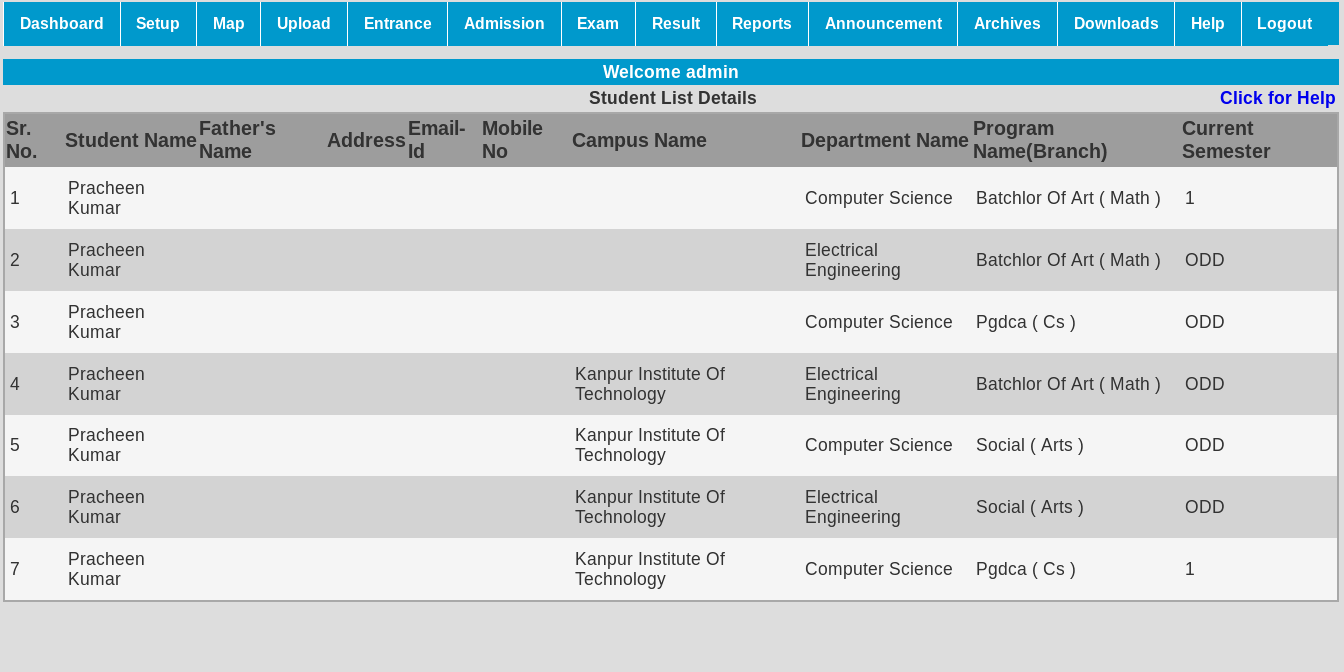 Dashboard Setup Map Upload Entrance Admission Exam Result Reports Announcement Archives Downloads Help Logout
Welcome admin
Student List Details Click for Help
Sr. No. Student Name Father's Name Address Email-Id Mobile No Campus Name Department Name Program Name(Branch) Current Semester
1 Pracheen Kumar Computer Science Batchlor Of Art ( Math ) 1
2 Pracheen Kumar Electrical Engineering Batchlor Of Art ( Math ) ODD
3 Pracheen Kumar Computer Science Pgdca ( Cs ) ODD
4 Pracheen Kumar Kanpur Institute Of Technology Electrical Engineering Batchlor Of Art ( Math ) ODD
5 Pracheen Kumar Kanpur Institute Of Technology Computer Science Social ( Arts ) ODD
6 Pracheen Kumar Kanpur Institute Of Technology Electrical Engineering Social ( Arts ) ODD
7 Pracheen Kumar Kanpur Institute Of Technology Computer Science Pgdca ( Cs ) 1